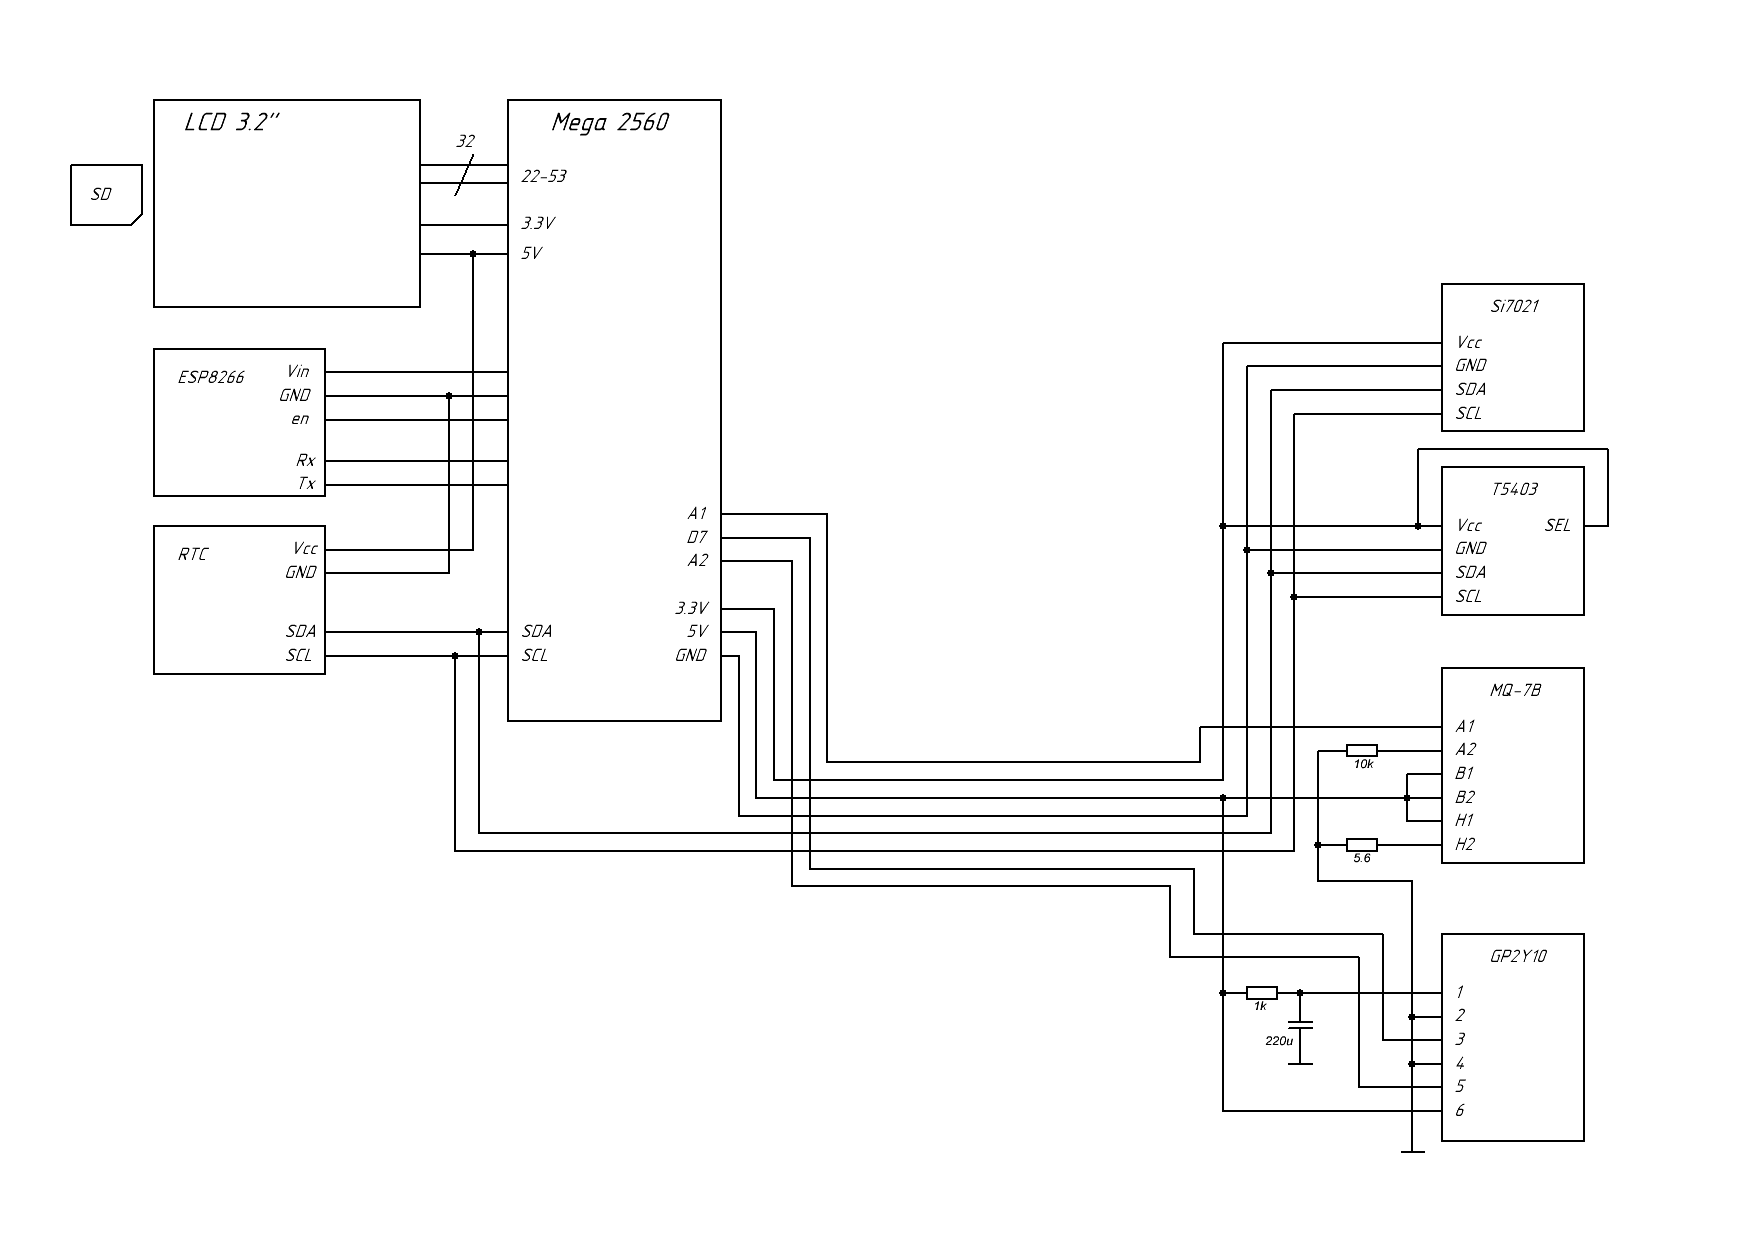 LCD 3.2"
SD
32
Mega 2560
22-53
3.3V
5V
A1
D7
A2
3.3V
5V
GND
SDA
SCL
ESP8266
Vin
GND
en
Rx
Tx
RTC
Vcc
GND
SDA
SCL
Si7021
Vcc
GND
SDA
SCL
T5403
Vcc SEL
GND
SDA
SCL
MQ-7B
A1
A2
B1
B2
H1
H2
10k
5.6
GP2Y10
1
2
3
4
5
6
1k
220u